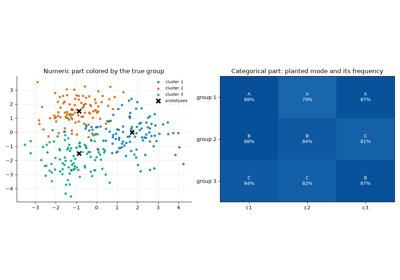 Numeric part colored by the true group
cluster 1
cluster 2
cluster 3
prototypes
3
2
1
0
−1
−2
−3
−4
−3
−2
−1
0
1
2
3
4
Categorical part: planted mode and its frequency
group 1
A
88%
A
79%
A
87%
group 2
B
88%
B
84%
C
91%
group 3
C
84%
C
82%
B
87%
c1
c2
c3